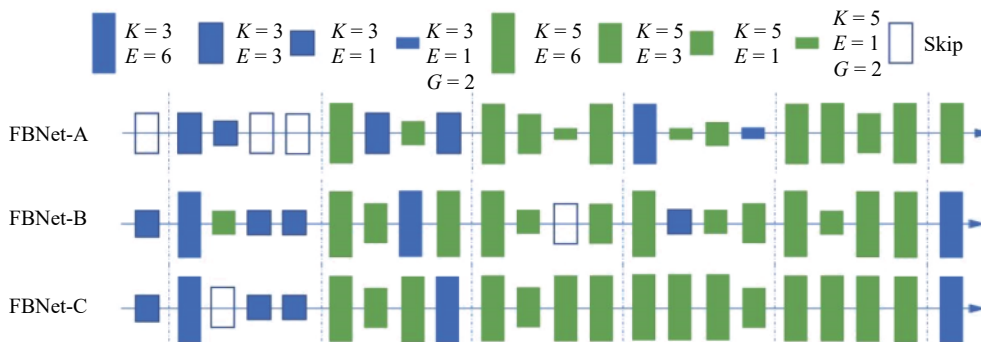 K = 3
E = 6
K = 3
E = 3
K = 3
E = 1
K = 3
E = 1
G = 2
K = 5
E = 6
K = 5
E = 3
K = 5
E = 1
K = 5
E = 1
G = 2
Skip
FBNet-A
FBNet-B
FBNet-C